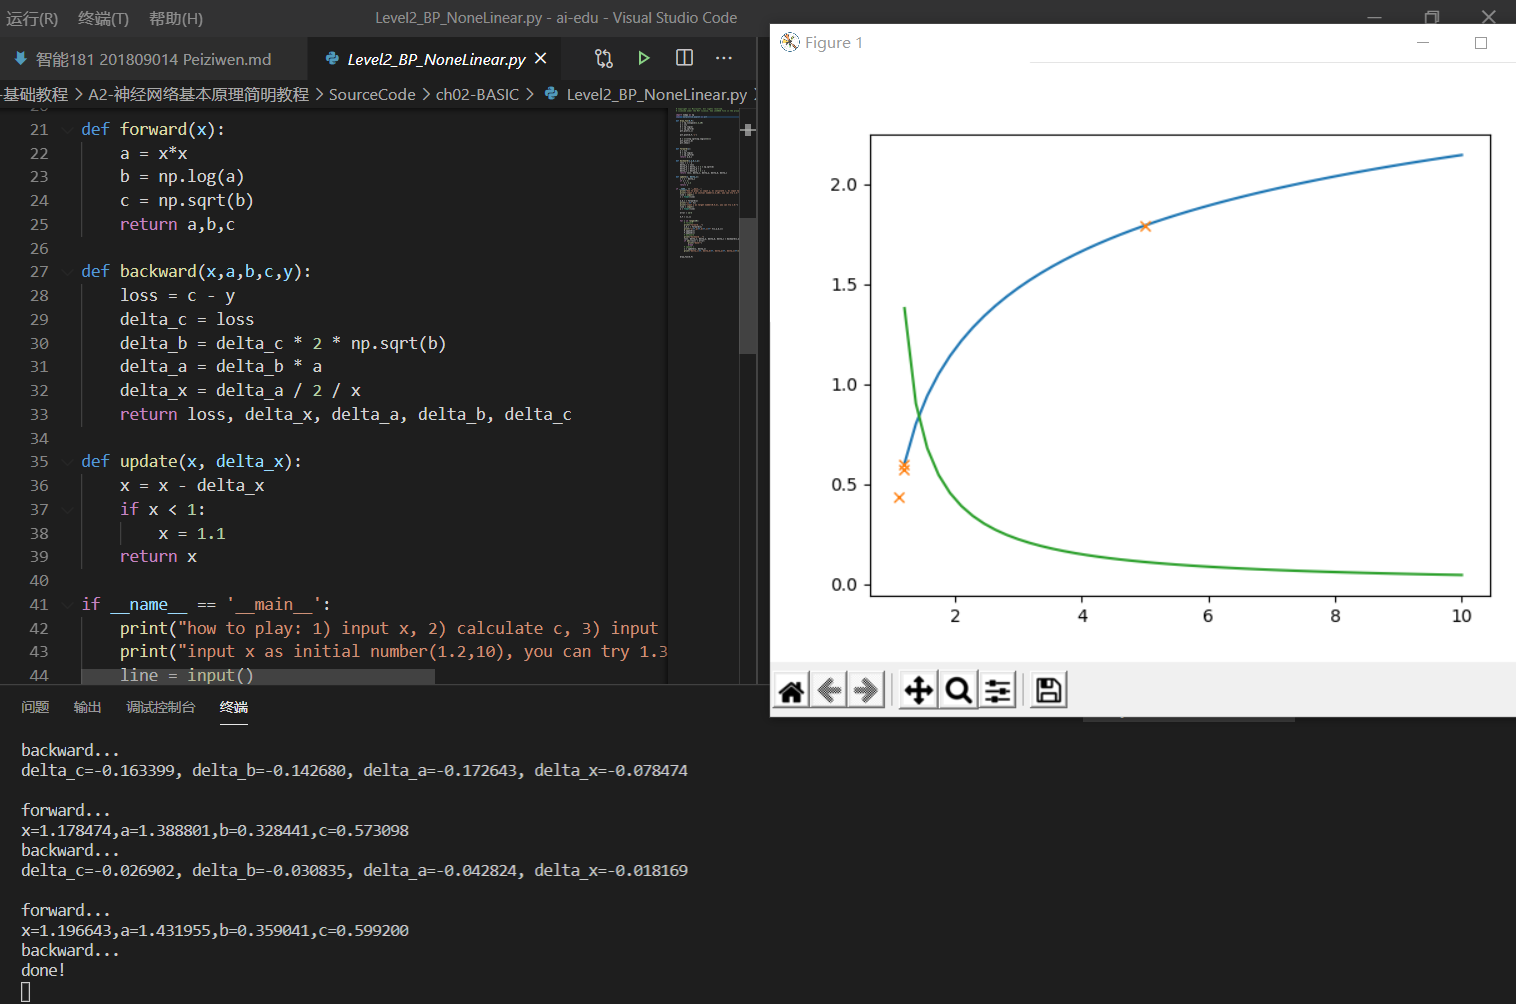 运行(R) 终端(T) 帮助(H) Level2_BP_NoneLinear.py - ai-edu - Visual Studio Code
智能181 201809014 Peiziwen.md Level2_BP_NoneLinear.py
-基础教程 > A2-神经网络基本原理简明教程 > SourceCode > ch02-BASIC > Level2_BP_NoneLinear.py
21 def forward(x):
22 a = x*x
23 b = np.log(a)
24 c = np.sqrt(b)
25 return a,b,c
26
27 def backward(x,a,b,c,y):
28 loss = c - y
29 delta_c = loss
30 delta_b = delta_c * 2 * np.sqrt(b)
31 delta_a = delta_b * a
32 delta_x = delta_a / 2 / x
33 return loss, delta_x, delta_a, delta_b, delta_c
34
35 def update(x, delta_x):
36 x = x - delta_x
37 if x < 1:
38 x = 1.1
39 return x
40
41 if __name__ == '__main__':
42 print("how to play: 1) input x, 2) calculate c, 3) input
43 print("input x as initial number(1.2,10), you can try 1.3
44 line = input()
问题 输出 调试控制台 终端
backward...
delta_c=-0.163399, delta_b=-0.142680, delta_a=-0.172643, delta_x=-0.078474
forward...
x=1.178474,a=1.388801,b=0.328441,c=0.573098
backward...
delta_c=-0.026902, delta_b=-0.030835, delta_a=-0.042824, delta_x=-0.018169
forward...
x=1.196643,a=1.431955,b=0.359041,c=0.599200
backward...
done!
Figure 1
2.0
1.5
1.0
0.5
0.0
2 4 6 8 10